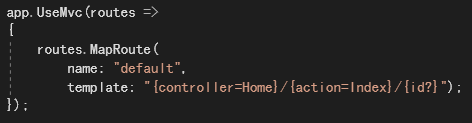 app.UseMvc(routes =>
{
    routes.MapRoute(
        name: "default",
        template: "{controller=Home}/{action=Index}/{id?}");
});